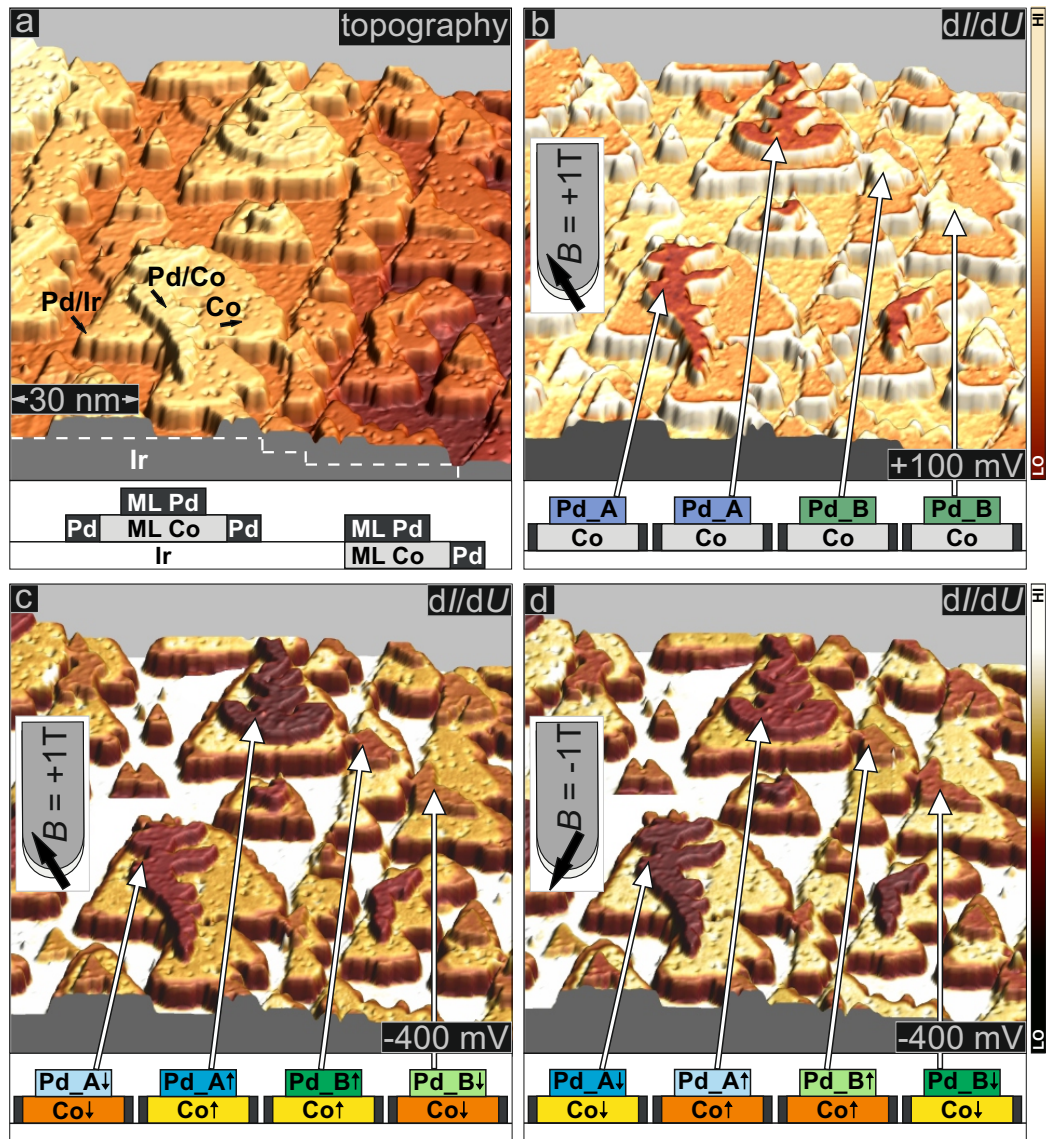 a
topography
Pd/Co
Pd/Ir
Co
30 nm
Ir
ML Pd
Pd
ML Co
Pd
Ir
ML Pd
ML Co
Pd
b
dI/dU
HI
B = +1T
LO
+100 mV
Pd_A
Pd_A
Pd_B
Pd_B
Co
Co
Co
Co
c
dI/dU
B = +1T
-400 mV
Pd_A↓
Pd_A↑
Pd_B↑
Pd_B↓
Co↓
Co↑
Co↑
Co↓
d
dI/dU
HI
B = -1T
LO
-400 mV
Pd_A↓
Pd_A↑
Pd_B↑
Pd_B↓
Co↓
Co↑
Co↑
Co↓